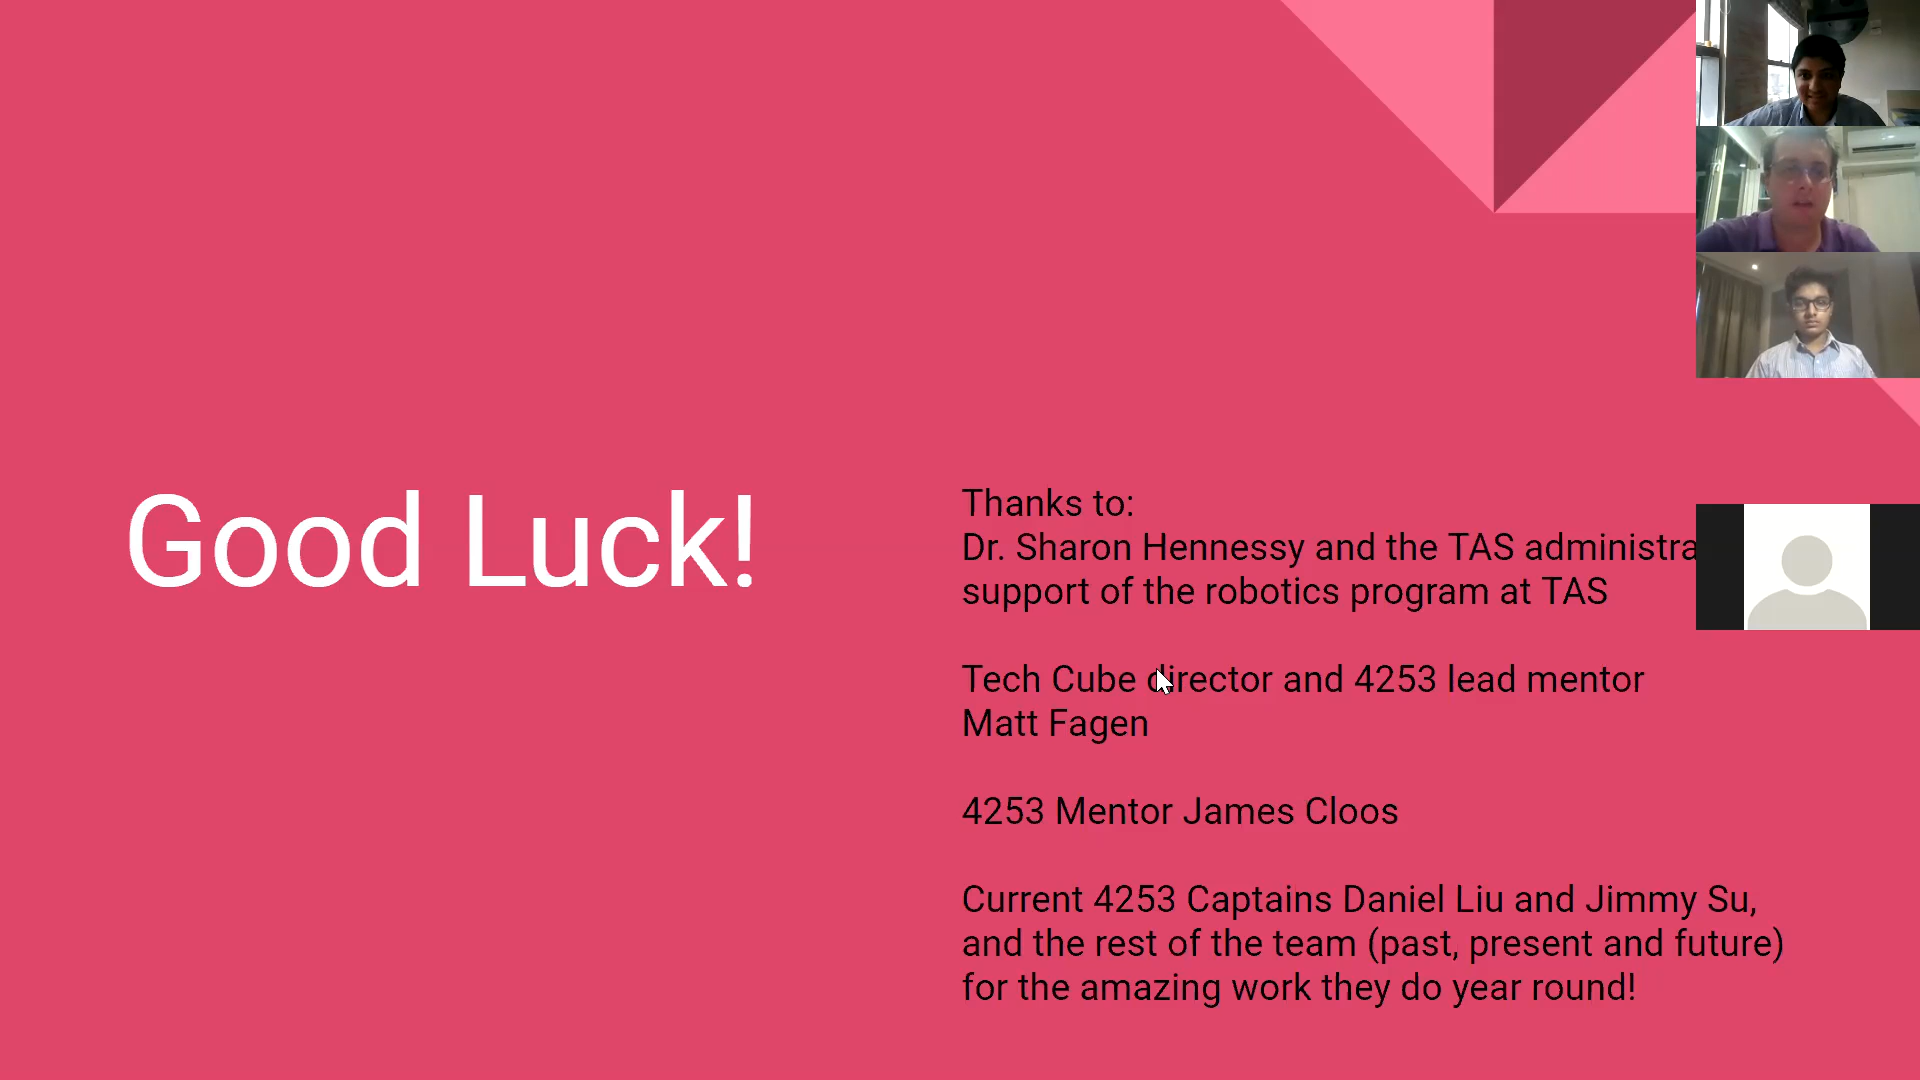 Good Luck!
Thanks to:
Dr. Sharon Hennessy and the TAS administra
support of the robotics program at TAS
Tech Cube director and 4253 lead mentor
Matt Fagen
4253 Mentor James Cloos
Current 4253 Captains Daniel Liu and Jimmy Su,
and the rest of the team (past, present and future)
for the amazing work they do year round!